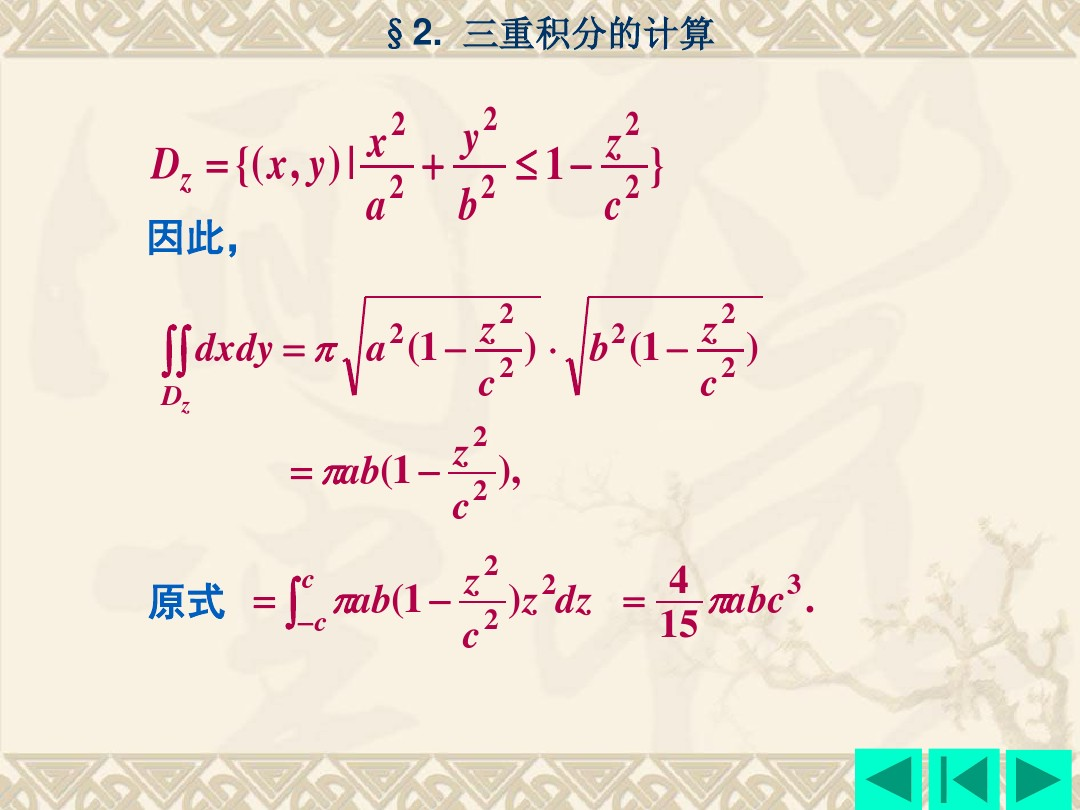 §2. 三重积分的计算
D_z ={(x, y) | x²/a² + y²/b² ≤ 1 − z²/c²}
因此，
∬_{D_z} dxdy = π √(a²(1 − z²/c²)) · √(b²(1 − z²/c²))
= πab(1 − z²/c²),
原式 = ∫_{−c}^{c} πab(1 − z²/c²)z²dz = 4/15 πabc³.